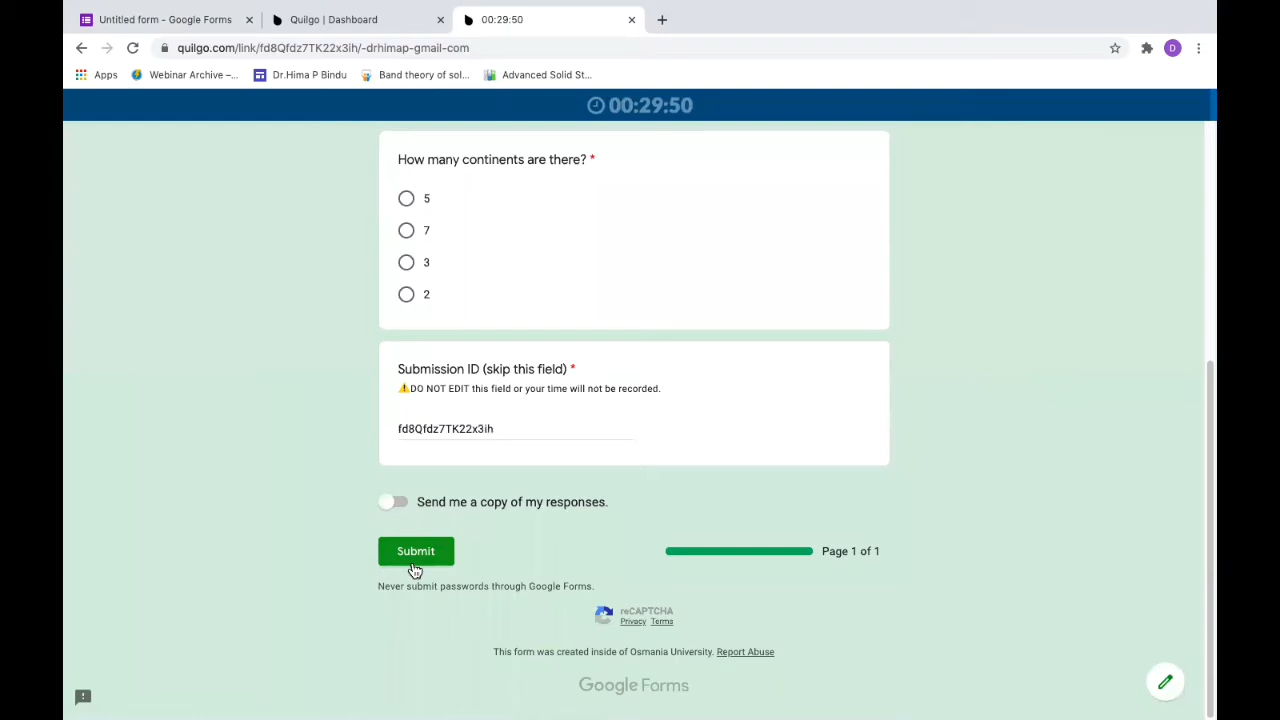 Untitled form - Google Forms
Quilgo | Dashboard
00:29:50
quilgo.com/link/fd8Qfdz7TK22x3ih/-drhimap-gmail-com
D
Apps
Webinar Archive –...
Dr.Hima P Bindu
Band theory of sol...
Advanced Solid St...
00:29:50
How many continents are there? *
5
7
3
2
Submission ID (skip this field) *
⚠DO NOT EDIT this field or your time will not be recorded.
fd8Qfdz7TK22x3ih
Send me a copy of my responses.
Submit
Page 1 of 1
Never submit passwords through Google Forms.
reCAPTCHA
Privacy Terms
This form was created inside of Osmania University. Report Abuse
Google Forms